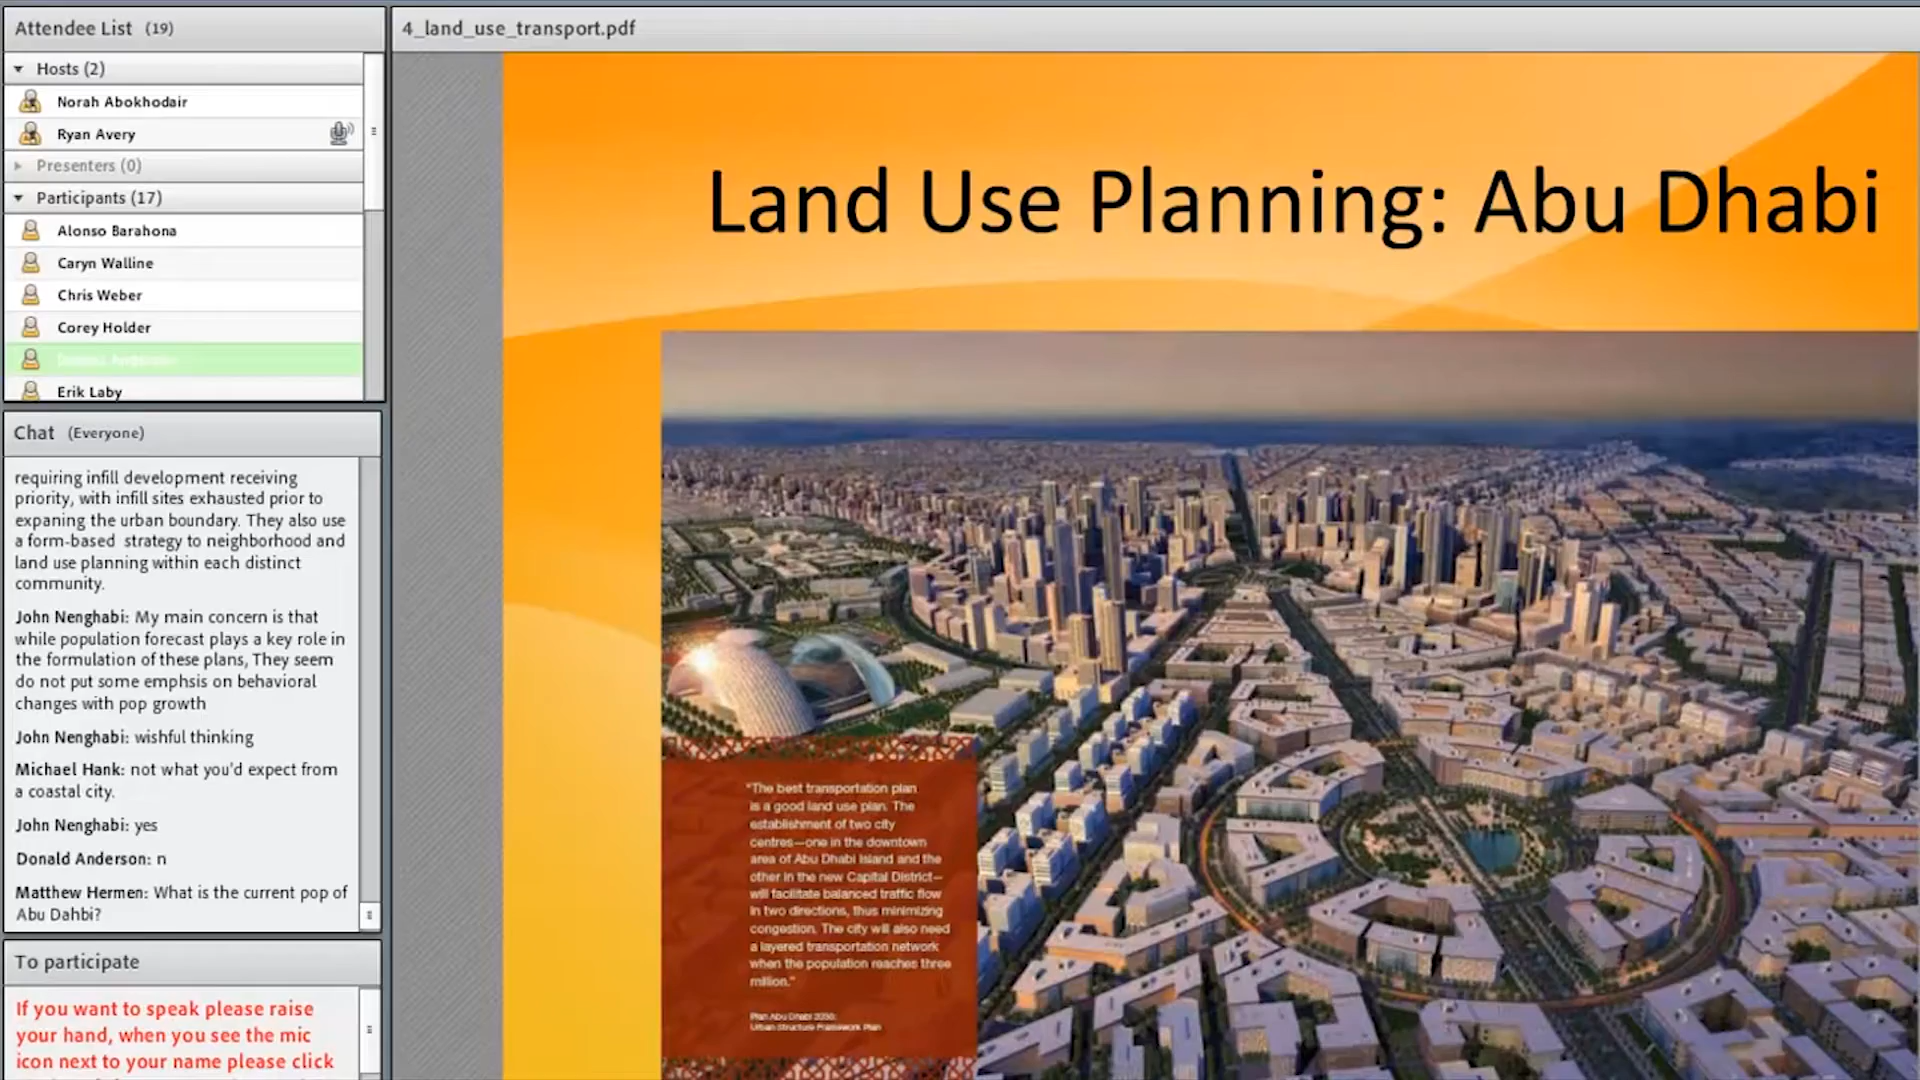 Attendee List (19)
Hosts (2)
Norah Abokhodair
Ryan Avery
Presenters (0)
Participants (17)
Alonso Barahona
Caryn Walline
Chris Weber
Corey Holder
Erik Laby
Chat (Everyone)
requiring infill development receiving
priority, with infill sites exhausted prior to
expaning the urban boundary. They also use
a form-based strategy to neighborhood and
land use planning within each distinct
community.
John Nenghabi: My main concern is that
while population forecast plays a key role in
the formulation of these plans, They seem
do not put some emphsis on behavioral
changes with pop growth
John Nenghabi: wishful thinking
Michael Hank: not what you'd expect from
a coastal city.
John Nenghabi: yes
Donald Anderson: n
Matthew Hermen: What is the current pop of
Abu Dahbi?
To participate
If you want to speak please raise
your hand, when you see the mic
icon next to your name please click
4_land_use_transport.pdf
Land Use Planning: Abu Dhabi
"The best transportation plan
is a good land use plan. The
establishment of two city
centres—one in the downtown
area of Abu Dhabi Island and the
other in the new Capital District—
will facilitate balanced traffic flow
in two directions, thus minimizing
congestion. The city will also need
a layered transportation network
when the population reaches three
million."
Plan Abu Dhabi 2030:
Urban Structure Framework Plan